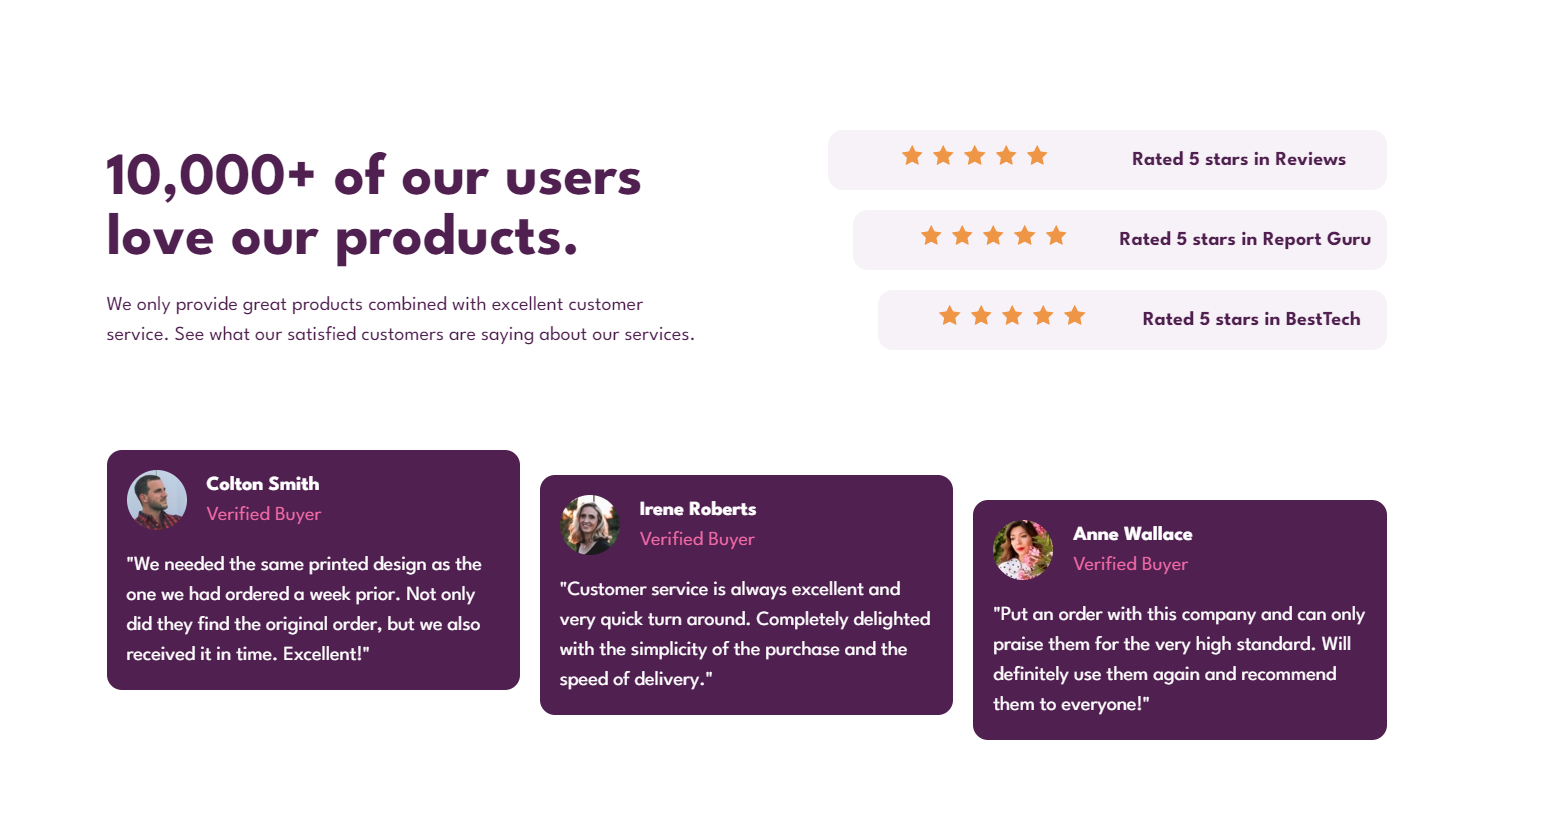 10,000+ of our users
love our products.
We only provide great products combined with excellent customer
service. See what our satisfied customers are saying about our services.
Rated 5 stars in Reviews
Rated 5 stars in Report Guru
Rated 5 stars in BestTech
Colton Smith
Verified Buyer
"We needed the same printed design as the
one we had ordered a week prior. Not only
did they find the original order, but we also
received it in time. Excellent!"
Irene Roberts
Verified Buyer
"Customer service is always excellent and
very quick turn around. Completely delighted
with the simplicity of the purchase and the
speed of delivery."
Anne Wallace
Verified Buyer
"Put an order with this company and can only
praise them for the very high standard. Will
definitely use them again and recommend
them to everyone!"